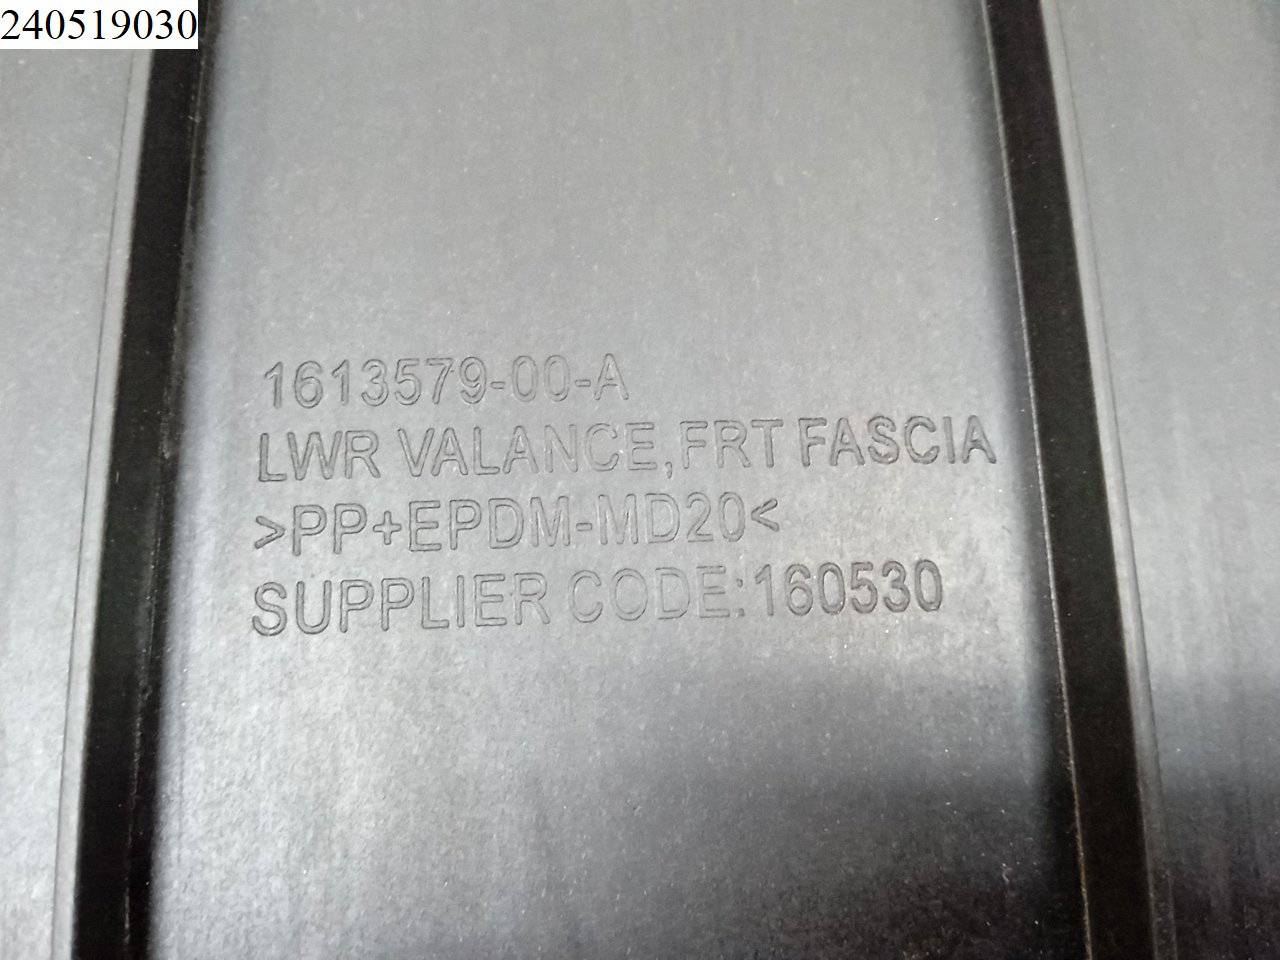 240519030
1613579-00-A
LWR VALANCE,FRT FASCIA
>PP+EPDM-MD20<
SUPPLIER CODE:160530